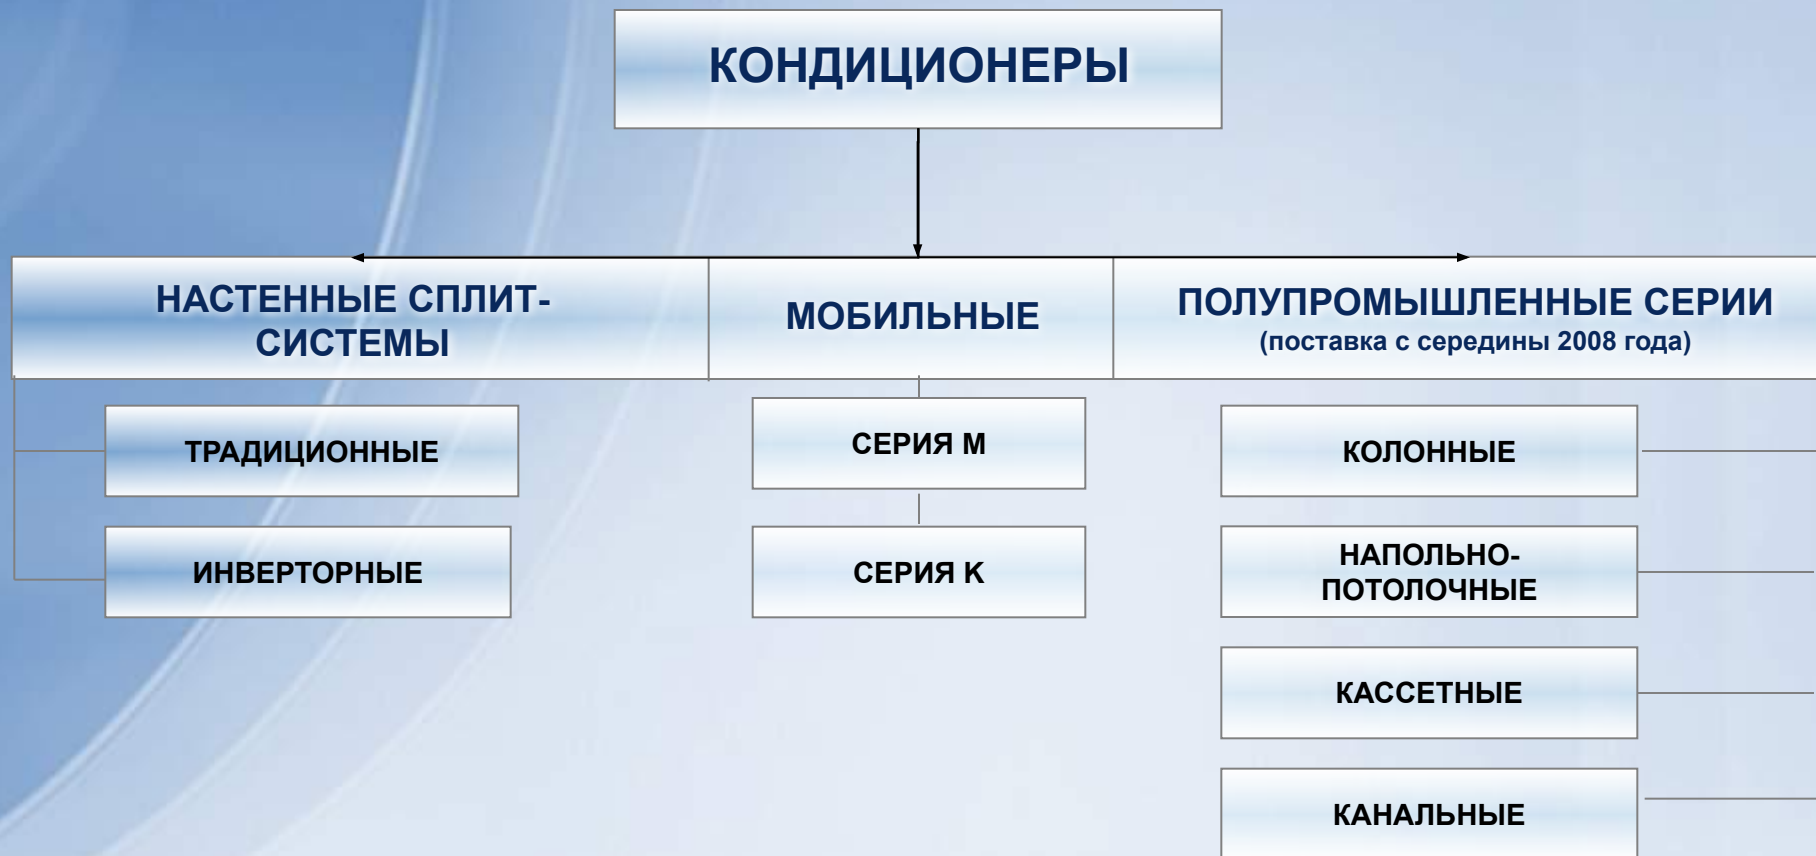 КОНДИЦИОНЕРЫ
НАСТЕННЫЕ СПЛИТ-
СИСТЕМЫ
МОБИЛЬНЫЕ
ПОЛУПРОМЫШЛЕННЫЕ СЕРИИ
(поставка с середины 2008 года)
ТРАДИЦИОННЫЕ
ИНВЕРТОРНЫЕ
СЕРИЯ М
СЕРИЯ K
КОЛОННЫЕ
НАПОЛЬНО-
ПОТОЛОЧНЫЕ
КАССЕТНЫЕ
КАНАЛЬНЫЕ